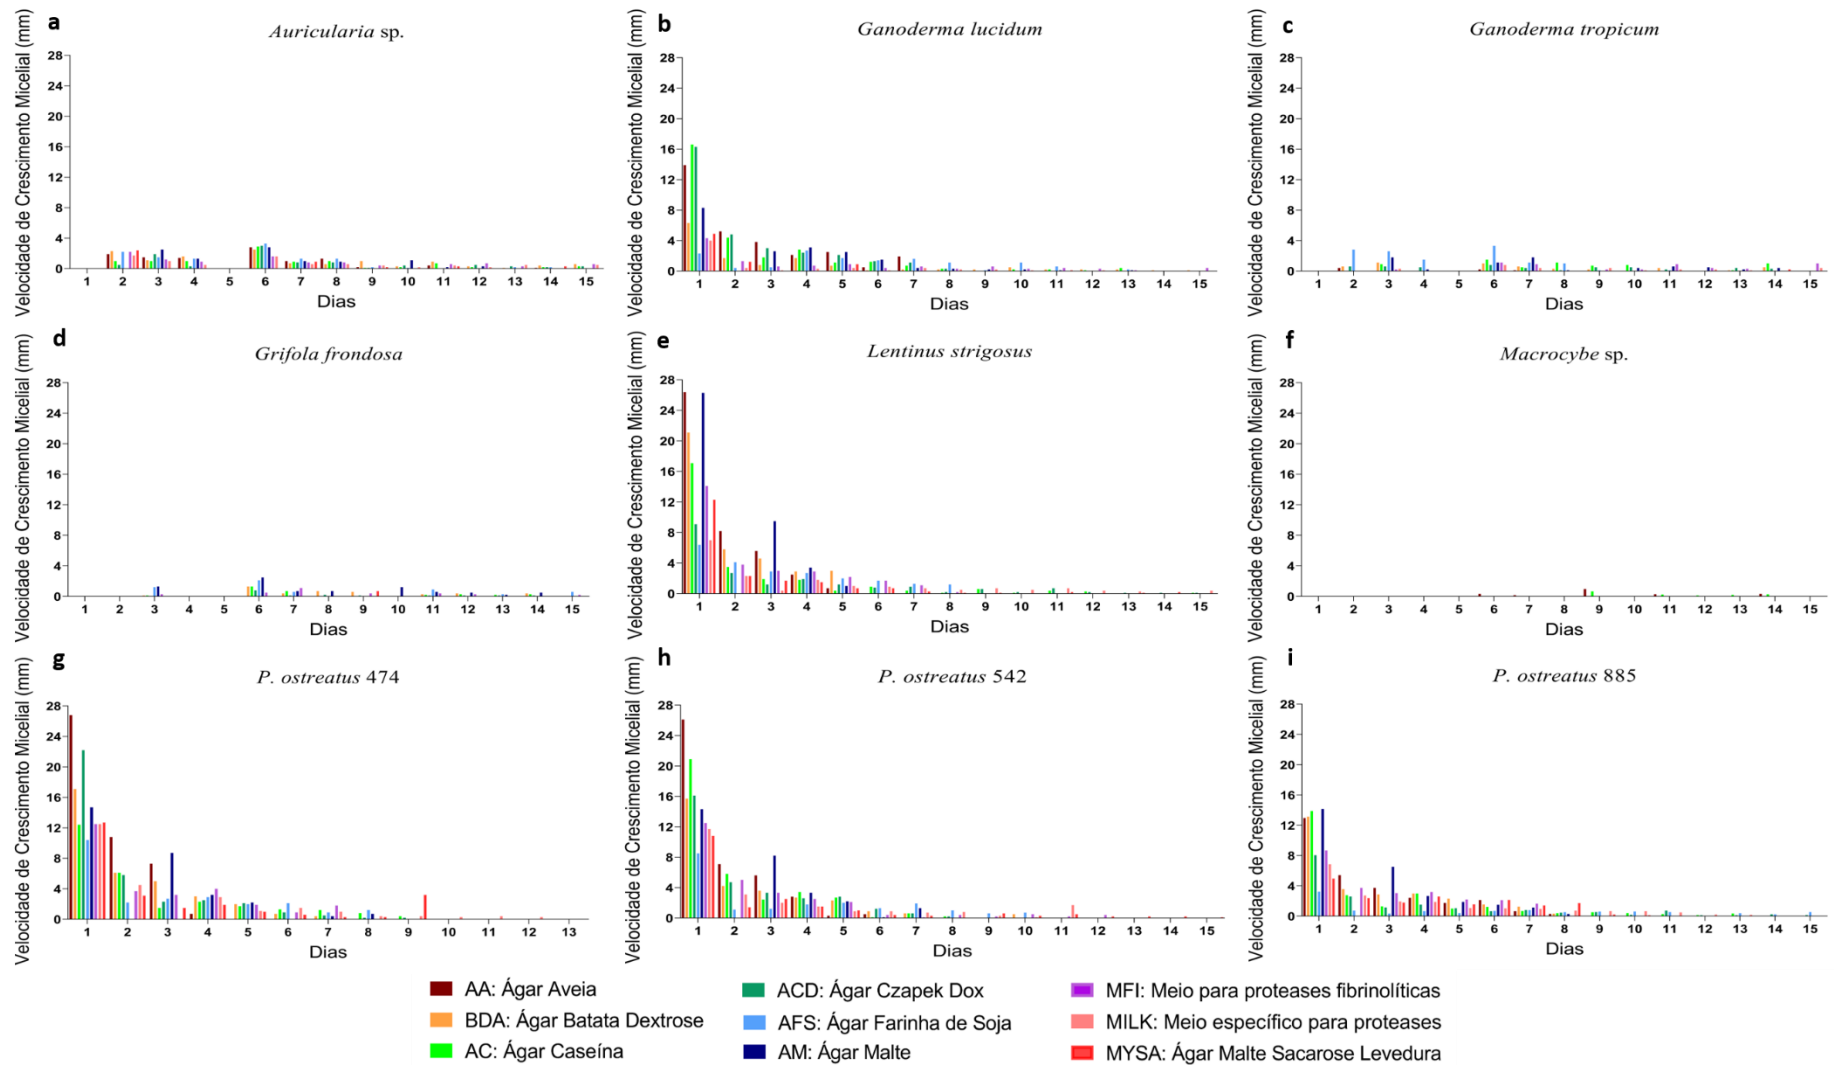 a
Auricularia sp.
Velocidade de Crescimento Micelial (mm)
28
24
20
16
12
8
4
0
1 2 3 4 5 6 7 8 9 10 11 12 13 14 15
Dias
b
Ganoderma lucidum
Velocidade de Crescimento Micelial (mm)
28
24
20
16
12
8
4
0
1 2 3 4 5 6 7 8 9 10 11 12 13 14 15
Dias
c
Ganoderma tropicum
Velocidade de Crescimento Micelial (mm)
28
24
20
16
12
8
4
0
1 2 3 4 5 6 7 8 9 10 11 12 13 14 15
Dias
d
Grifola frondosa
Velocidade de Crescimento Micelial (mm)
28
24
20
16
12
8
4
0
1 2 3 4 5 6 7 8 9 10 11 12 13 14 15
Dias
e
Lentinus strigosus
Velocidade de Crescimento Micelial (mm)
28
24
20
16
12
8
4
0
1 2 3 4 5 6 7 8 9 10 11 12 13 14 15
Dias
f
Macrocybe sp.
Velocidade de Crescimento Micelial (mm)
28
24
20
16
12
8
4
0
1 2 3 4 5 6 7 8 9 10 11 12 13 14 15
Dias
g
P. ostreatus 474
Velocidade de Crescimento Micelial (mm)
28
24
20
16
12
8
4
0
1 2 3 4 5 6 7 8 9 10 11 12 13
Dias
h
P. ostreatus 542
Velocidade de Crescimento Micelial (mm)
28
24
20
16
12
8
4
0
1 2 3 4 5 6 7 8 9 10 11 12 13 14 15
Dias
i
P. ostreatus 885
Velocidade de Crescimento Micelial (mm)
28
24
20
16
12
8
4
0
1 2 3 4 5 6 7 8 9 10 11 12 13 14 15
Dias
AA: Ágar Aveia
BDA: Ágar Batata Dextrose
AC: Ágar Caseína
ACD: Ágar Czapek Dox
AFS: Ágar Farinha de Soja
AM: Ágar Malte
MFI: Meio para proteases fibrinolíticas
MILK: Meio específico para proteases
MYSA: Ágar Malte Sacarose Levedura